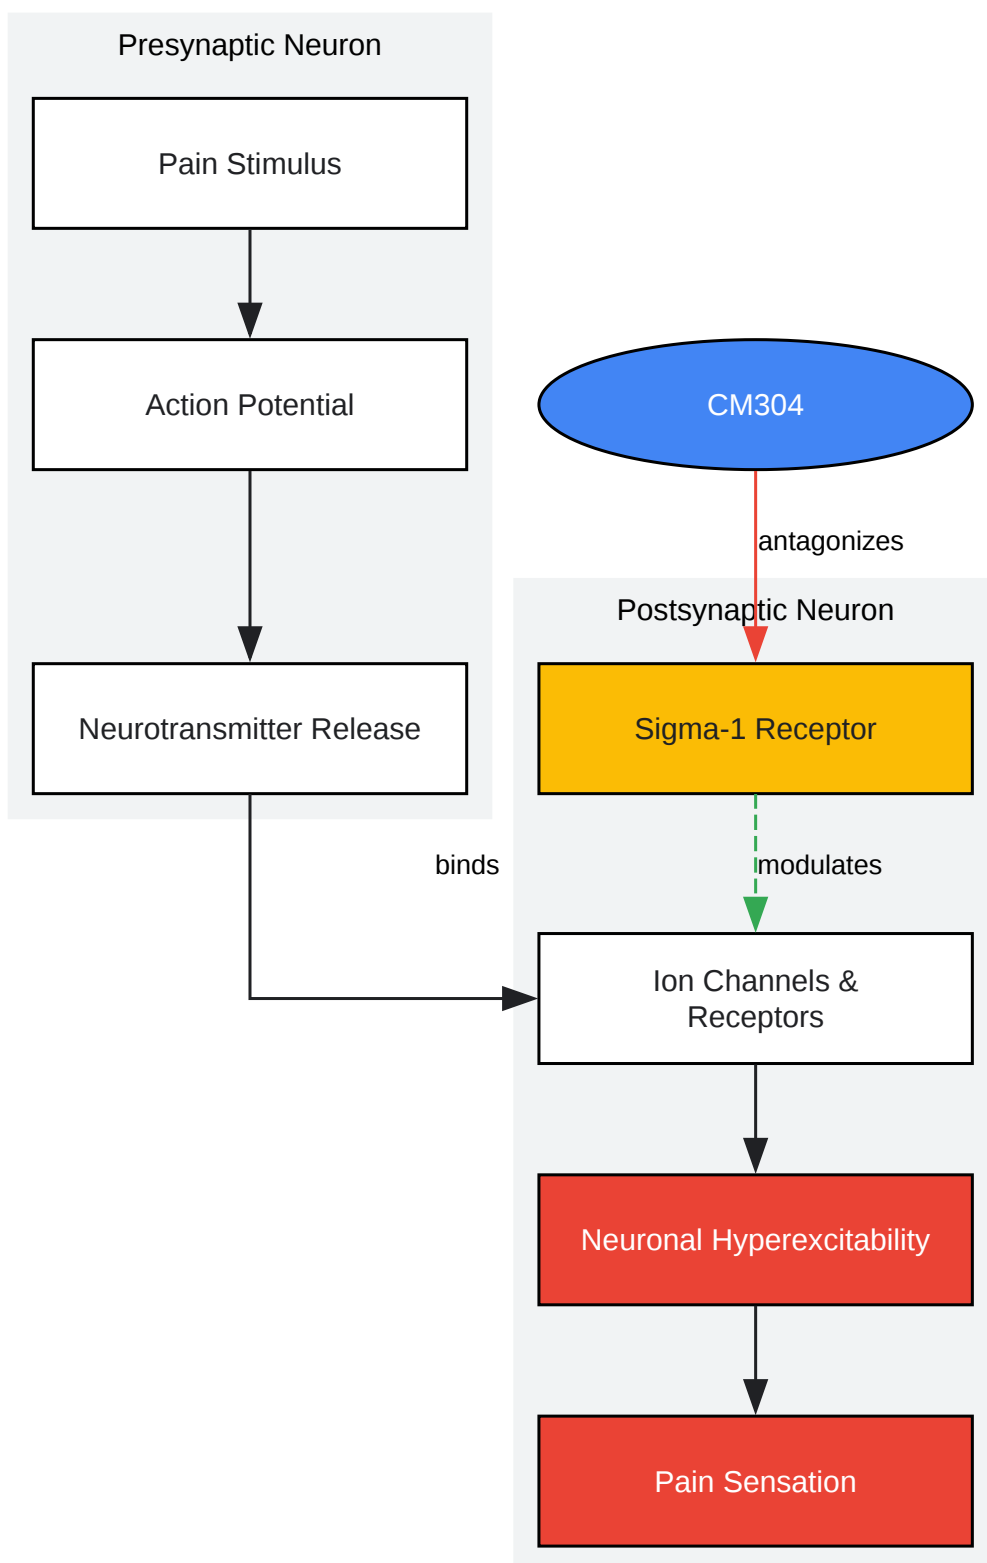 Presynaptic Neuron
Pain Stimulus
Action Potential
CM304
antagonizes
Postsynaptic Neuron
Neurotransmitter Release
Sigma-1 Receptor
binds
modulates
Ion Channels &
Receptors
Neuronal Hyperexcitability
Pain Sensation